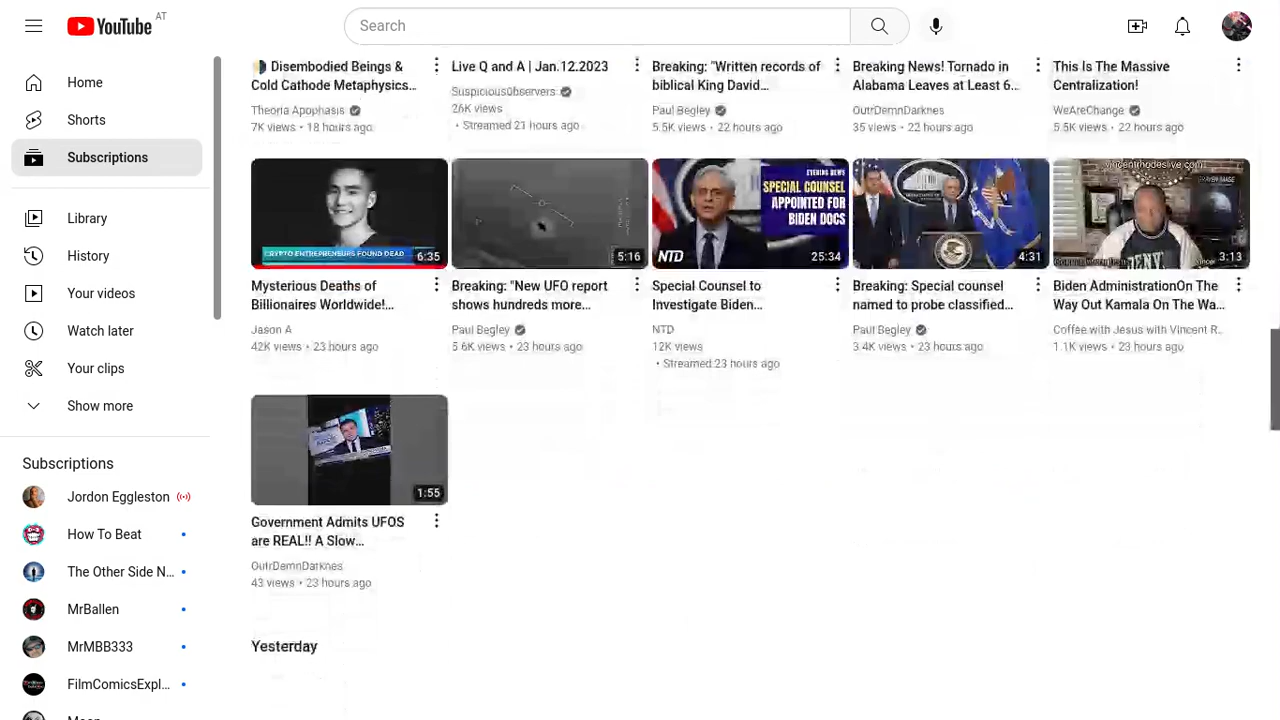 YouTube AT
Search
Home
Shorts
Subscriptions
Library
History
Your videos
Watch later
Your clips
Show more
Subscriptions
Jordon Eggleston
How To Beat
The Other Side N...
MrBallen
MrMBB333
FilmComicsExpl...
Moon
🌗 Disembodied Beings &
Cold Cathode Metaphysics...
Theoria Apophasis
7K views • 18 hours ago
Live Q and A | Jan.12.2023
Suspicious0bservers
26K views
• Streamed 21 hours ago
Breaking: "Written records of
biblical King David...
Paul Begley
5.5K views • 22 hours ago
Breaking News! Tornado in
Alabama Leaves at Least 6...
OutrDemnDarknes
35 views • 22 hours ago
This Is The Massive
Centralization!
WeAreChange
5.5K views • 22 hours ago
CRYPTO ENTREPRENEURS FOUND DEAD
6:35
Mysterious Deaths of
Billionaires Worldwide!...
Jason A
42K views • 23 hours ago
5:16
Breaking: "New UFO report
shows hundreds more...
Paul Begley
5.6K views • 23 hours ago
EVENING NEWS
SPECIAL COUNSEL
APPOINTED FOR
BIDEN DOCS
NTD
25:34
Special Counsel to
Investigate Biden...
NTD
12K views
• Streamed 23 hours ago
4:31
Breaking: Special counsel
named to probe classified...
Paul Begley
3.4K views • 23 hours ago
vincentrhodeslive.com
3:13
Biden AdministrationOn The
Way Out Kamala On The Wa...
Coffee with Jesus with Vincent R...
1.1K views • 23 hours ago
1:55
Government Admits UFOS
are REAL!! A Slow...
OutrDemnDarknes
43 views • 23 hours ago
Yesterday